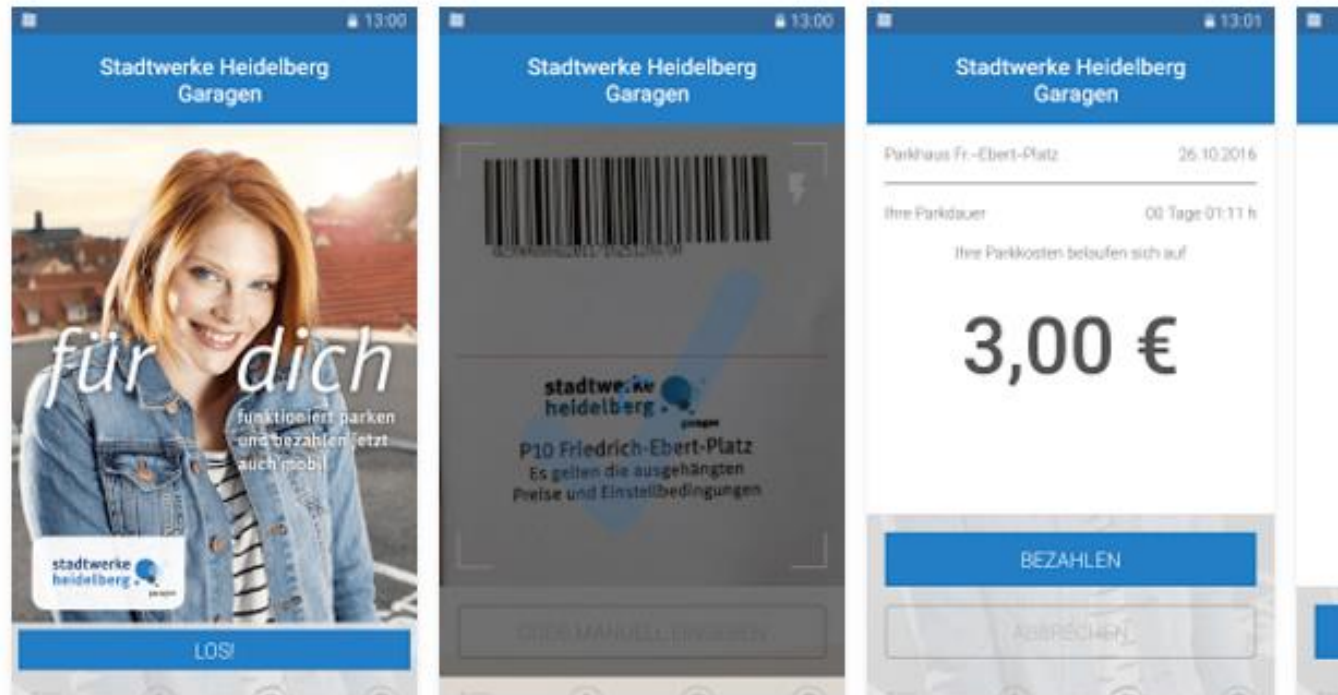 13:00
Stadtwerke Heidelberg
Garagen
für dich
funktioniert parken
und bezahlen jetzt
auch mobil
stadtwerke
heidelberg
garagen
LOS!
13:00
Stadtwerke Heidelberg
Garagen
stadtwerke
heidelberg
garagen
P10 Friedrich-Ebert-Platz
Es gelten die ausgehängten
Preise und Einstellbedingungen
CODE MANUELL EINGEBEN
13:01
Stadtwerke Heidelberg
Garagen
Parkhaus Fr.-Ebert-Platz 26.10.2016
Ihre Parkdauer 00 Tage 01:11 h
Ihre Parkkosten belaufen sich auf
3,00 €
BEZAHLEN
ABBRECHEN